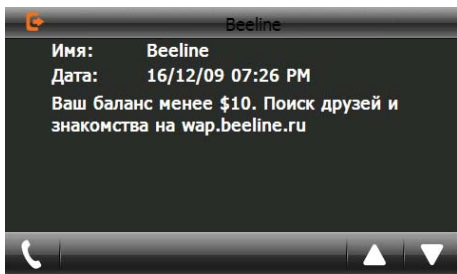 Beeline
Имя: Beeline
Дата: 16/12/09 07:26 PM
Ваш баланс менее $10. Поиск друзей и
знакомства на wap.beeline.ru